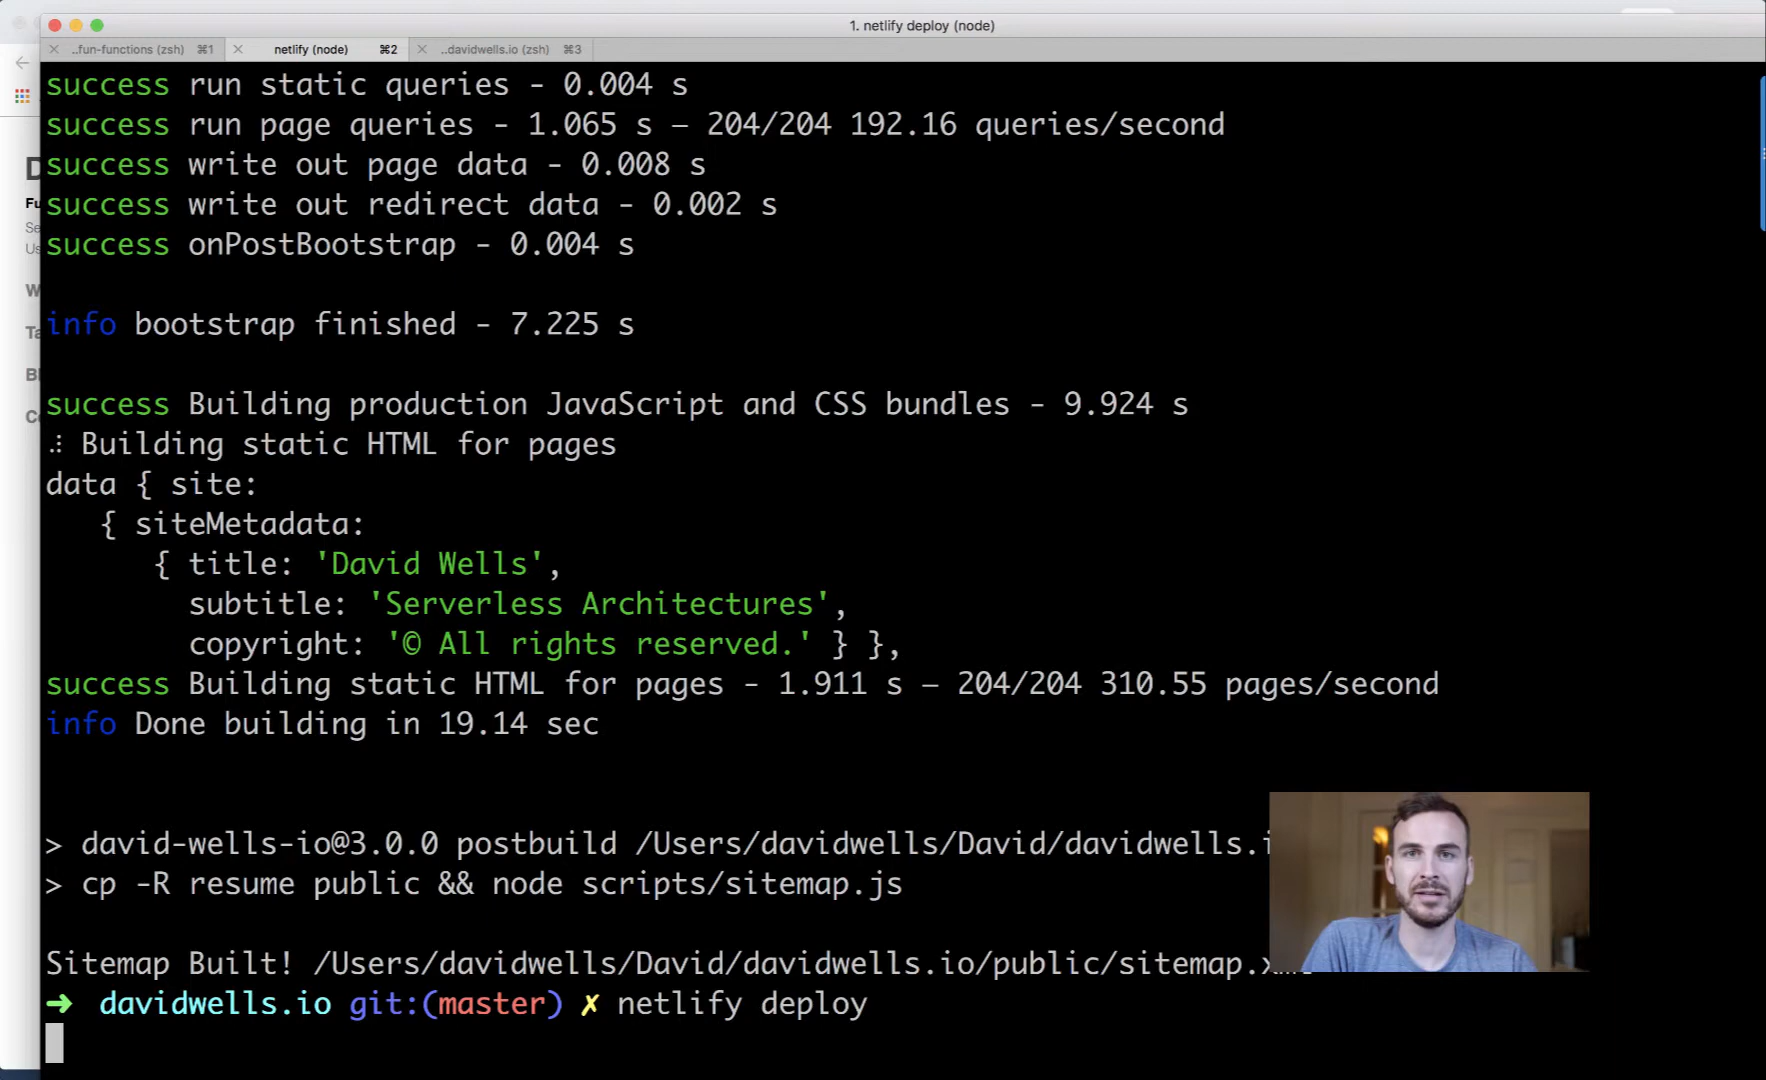 1. netlify deploy (node)
..fun-functions (zsh) ⌘1 netlify (node) ⌘2 ..davidwells.io (zsh) ⌘3
success run static queries - 0.004 s
success run page queries - 1.065 s — 204/204 192.16 queries/second
success write out page data - 0.008 s
success write out redirect data - 0.002 s
success onPostBootstrap - 0.004 s
info bootstrap finished - 7.225 s
success Building production JavaScript and CSS bundles - 9.924 s
⠼ Building static HTML for pages
data { site:
{ siteMetadata:
{ title: 'David Wells',
subtitle: 'Serverless Architectures',
copyright: '© All rights reserved.' } },
success Building static HTML for pages - 1.911 s — 204/204 310.55 pages/second
info Done building in 19.14 sec
> david-wells-io@3.0.0 postbuild /Users/davidwells/David/davidwells.i
> cp -R resume public && node scripts/sitemap.js
Sitemap Built! /Users/davidwells/David/davidwells.io/public/sitemap.xml
➜ davidwells.io git:(master) ✗ netlify deploy